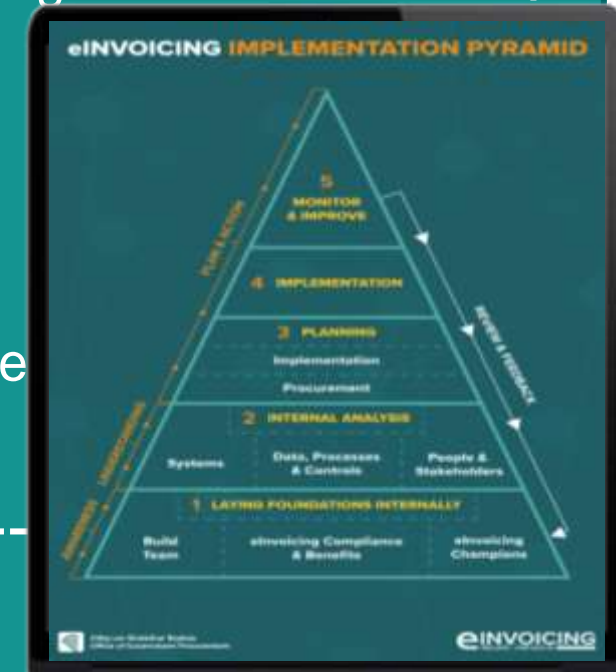 eINVOICING IMPLEMENTATION PYRAMID
5
MONITOR
& IMPROVE
PLAN & ACTION
4 IMPLEMENTATION
3 PLANNING
Implementation
Procurement
REVIEW & FEEDBACK
2 INTERNAL ANALYSIS
Systems
Data, Processes
& Controls
People &
Stakeholders
UNDERSTANDING
1 LAYING FOUNDATIONS INTERNALLY
Build
Team
eInvoicing Compliance
& Benefits
eInvoicing
Champions
AWARENESS
Office of Government Procurement
eINVOICING
e